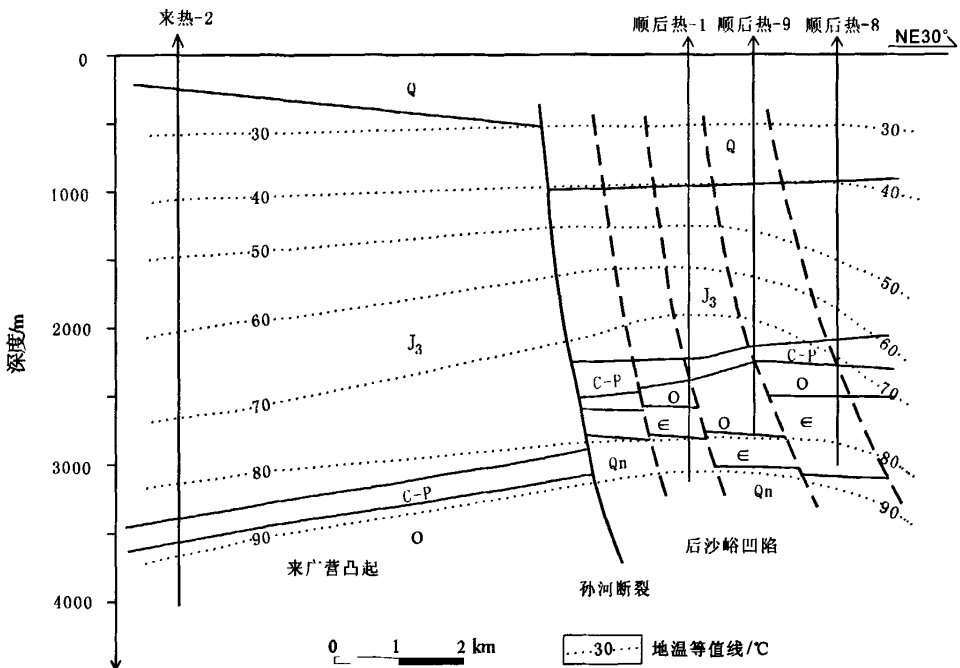 来热-2
顺后热-1
顺后热-9
顺后热-8
NE30°
0
Q
30
Q
30
1000
40
40
50
50
J₃
60
2000
60
J₃
C-P
70
70
C-P
O
O
∈
O
∈
∈
80
3000
80
Qn
Qn
C-P
90
90
O
来广营凸起
后沙峪凹陷
孙河断裂
4000
深度/m
0 1 2 km
30 地温等值线/℃